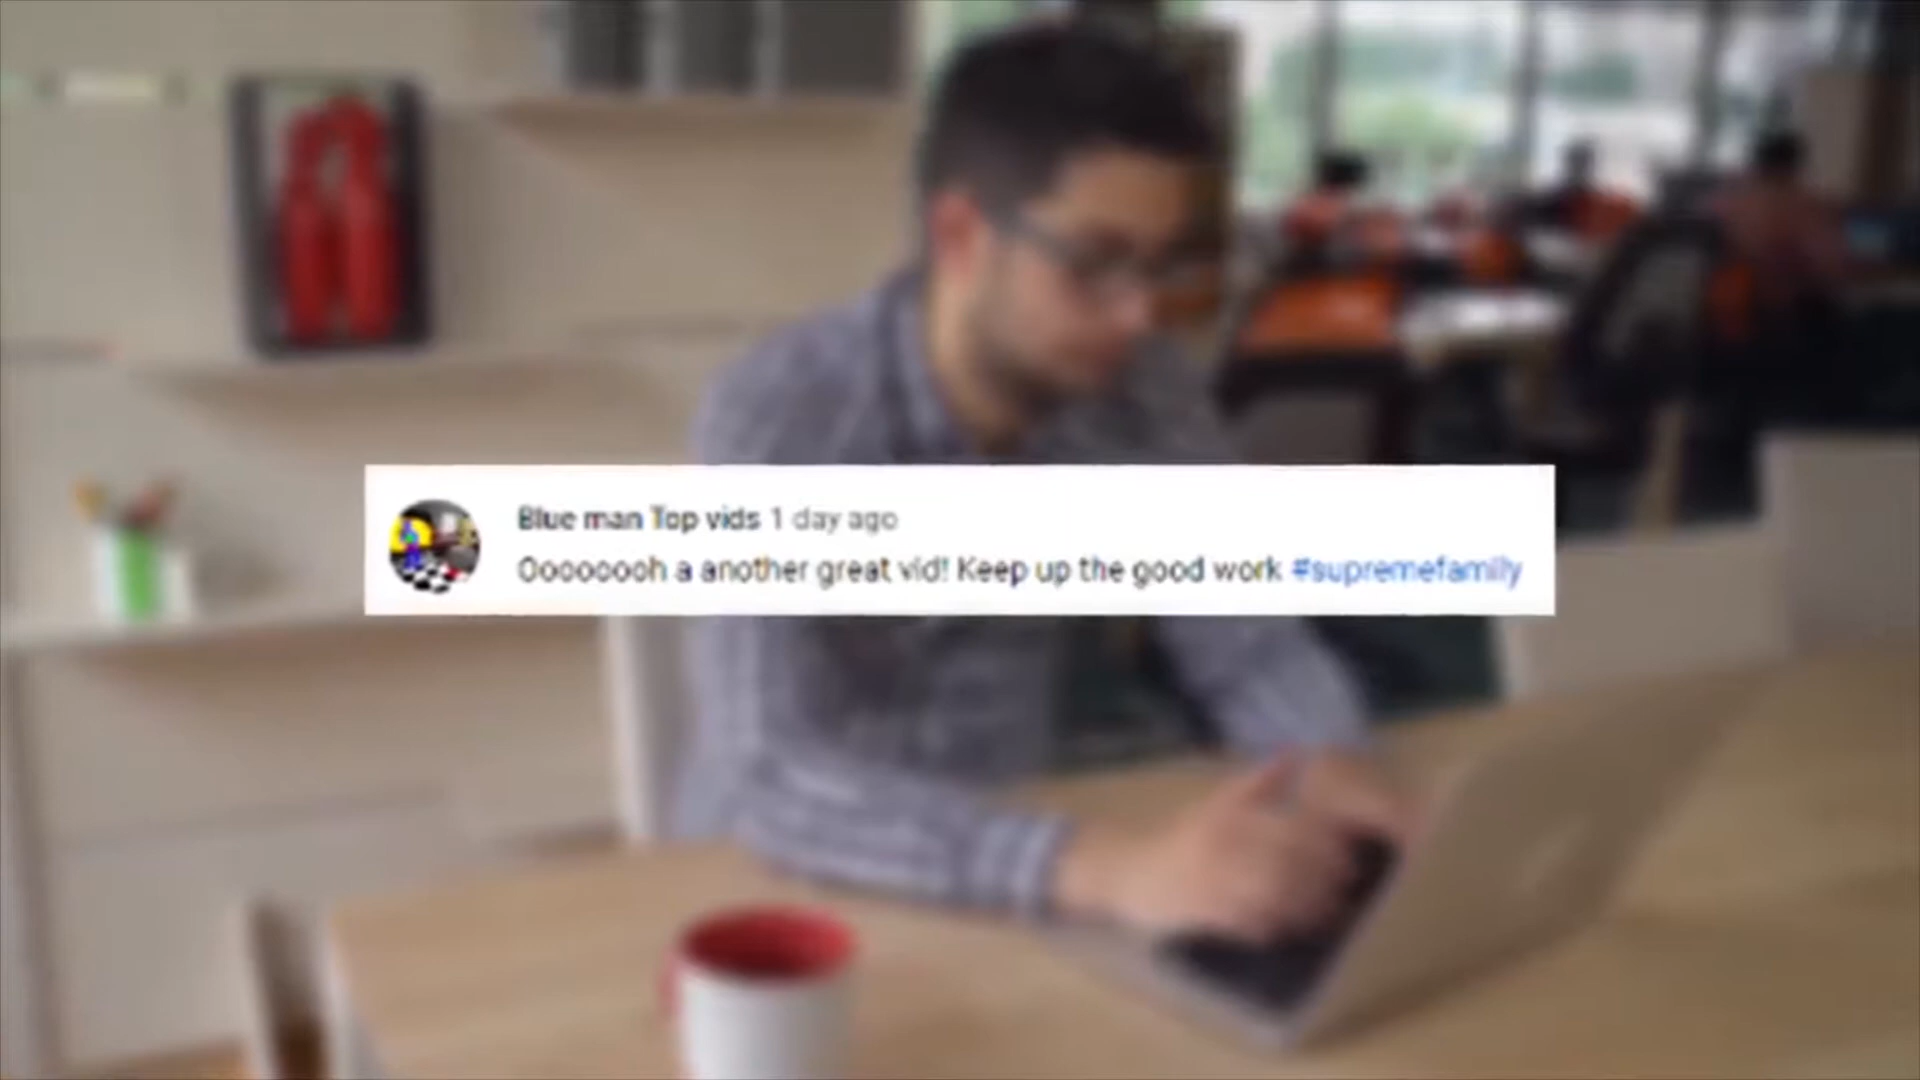 Blue man Top vids 1 day ago
Oooooooh a another great vid! Keep up the good work #supremefamily